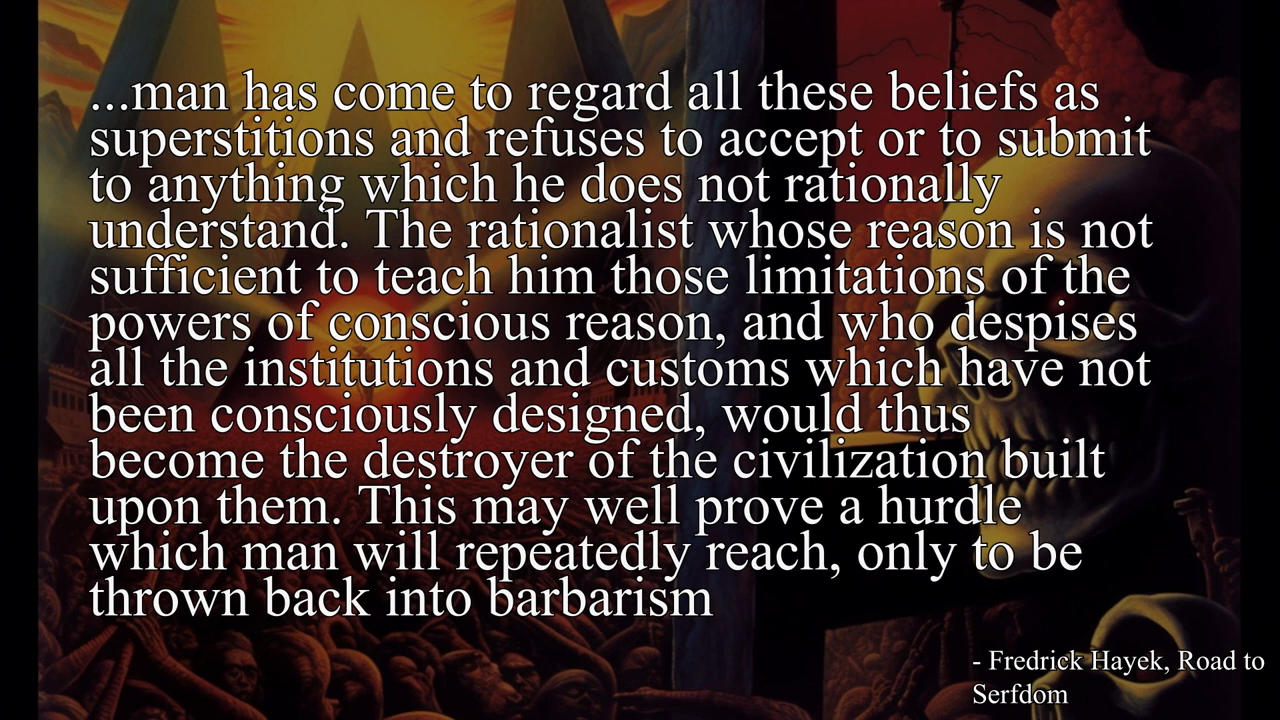 ...man has come to regard all these beliefs as
superstitions and refuses to accept or to submit
to anything which he does not rationally
understand. The rationalist whose reason is not
sufficient to teach him those limitations of the
powers of conscious reason, and who despises
all the institutions and customs which have not
been consciously designed, would thus
become the destroyer of the civilization built
upon them. This may well prove a hurdle
which man will repeatedly reach, only to be
thrown back into barbarism
- Fredrick Hayek, Road to
Serfdom